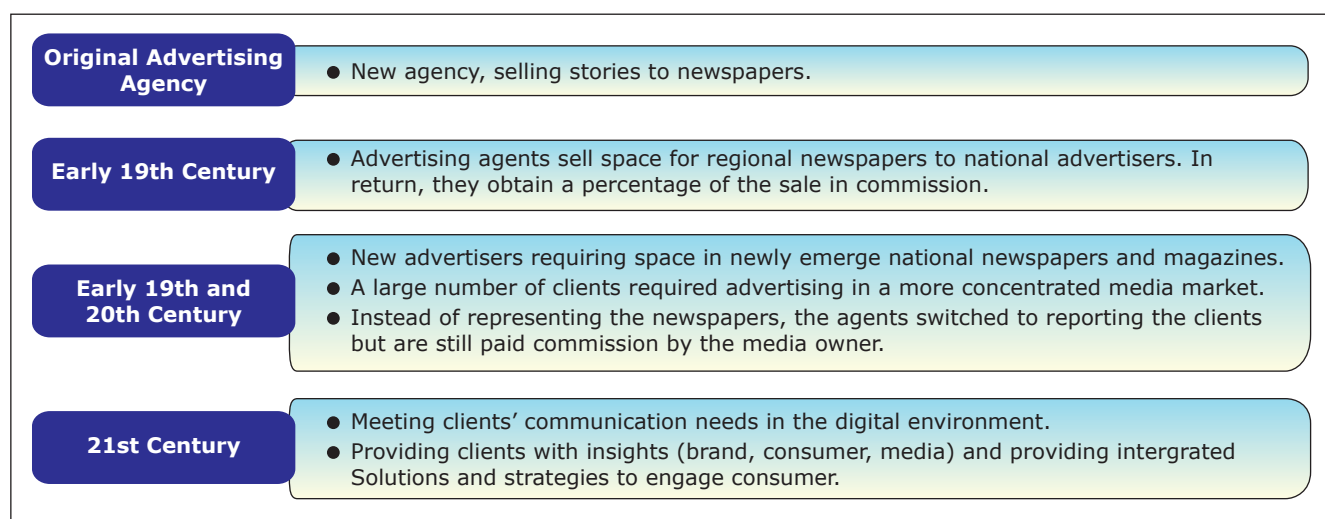 Original Advertising
Agency
● New agency, selling stories to newspapers.
Early 19th Century
● Advertising agents sell space for regional newspapers to national advertisers. In
return, they obtain a percentage of the sale in commission.
Early 19th and
20th Century
● New advertisers requiring space in newly emerge national newspapers and magazines.
● A large number of clients required advertising in a more concentrated media market.
● Instead of representing the newspapers, the agents switched to reporting the clients
but are still paid commission by the media owner.
21st Century
● Meeting clients’ communication needs in the digital environment.
● Providing clients with insights (brand, consumer, media) and providing intergrated
Solutions and strategies to engage consumer.